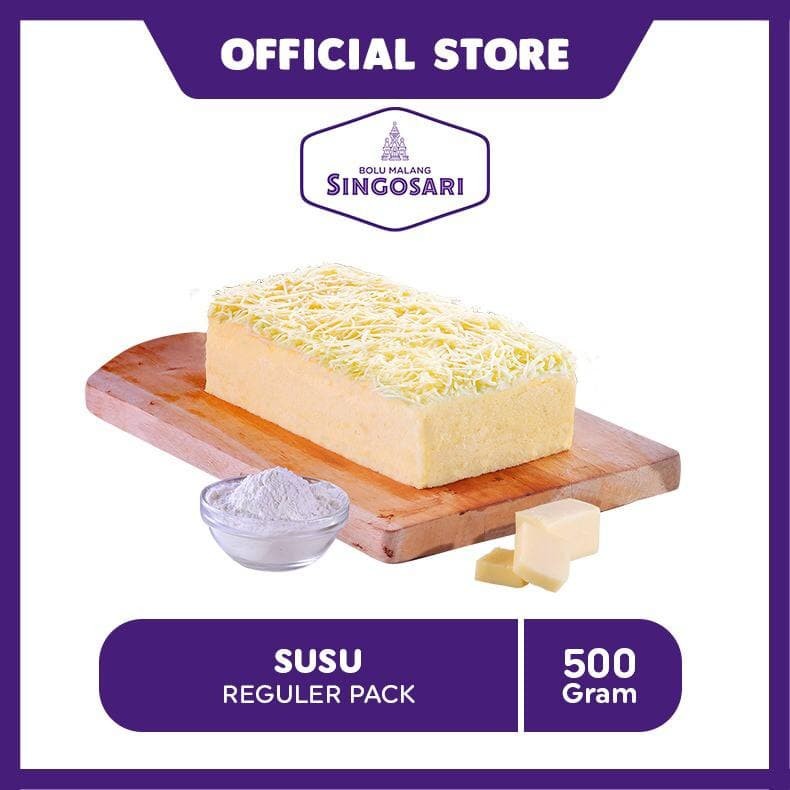 OFFICIAL STORE
BOLU MALANG
SINGOSARI
SUSU
REGULER PACK
500
Gram